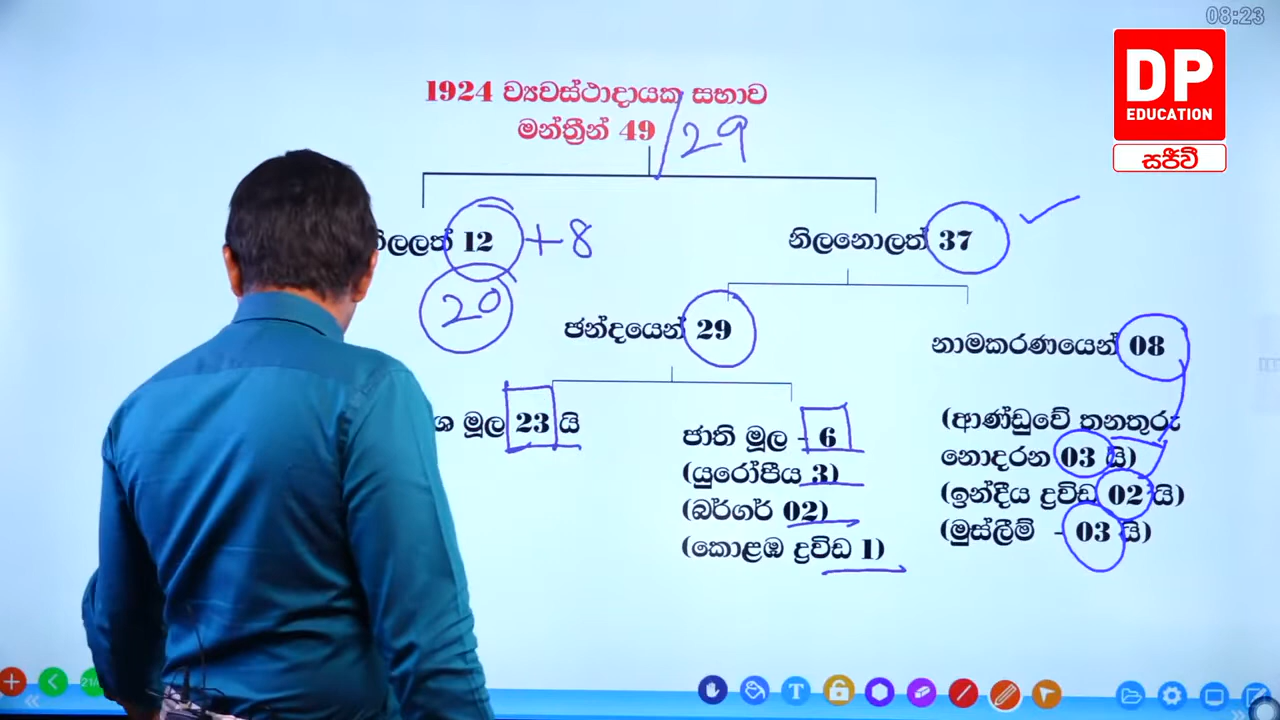 08:23
DP
EDUCATION
සජීවී
1924 ව්‍යවස්ථාදායක සභාව
මන්ත්‍රීන් 49 / 29
12 + 8
නිලනොලත් 37
20
ඡන්දයෙන් 29
නාමකරණයෙන් 08
මූල 23 යි
ජාති මූල - 6
(යුරෝපීය 3)
(බර්ගර් 02)
(කොළඹ ද්‍රවිඩ 1)
(ආණ්ඩුවේ තනතුරු
නොදරන 03 යි)
(ඉන්දීය ද්‍රවිඩ 02 යි)
(මුස්ලීම් - 03 යි)